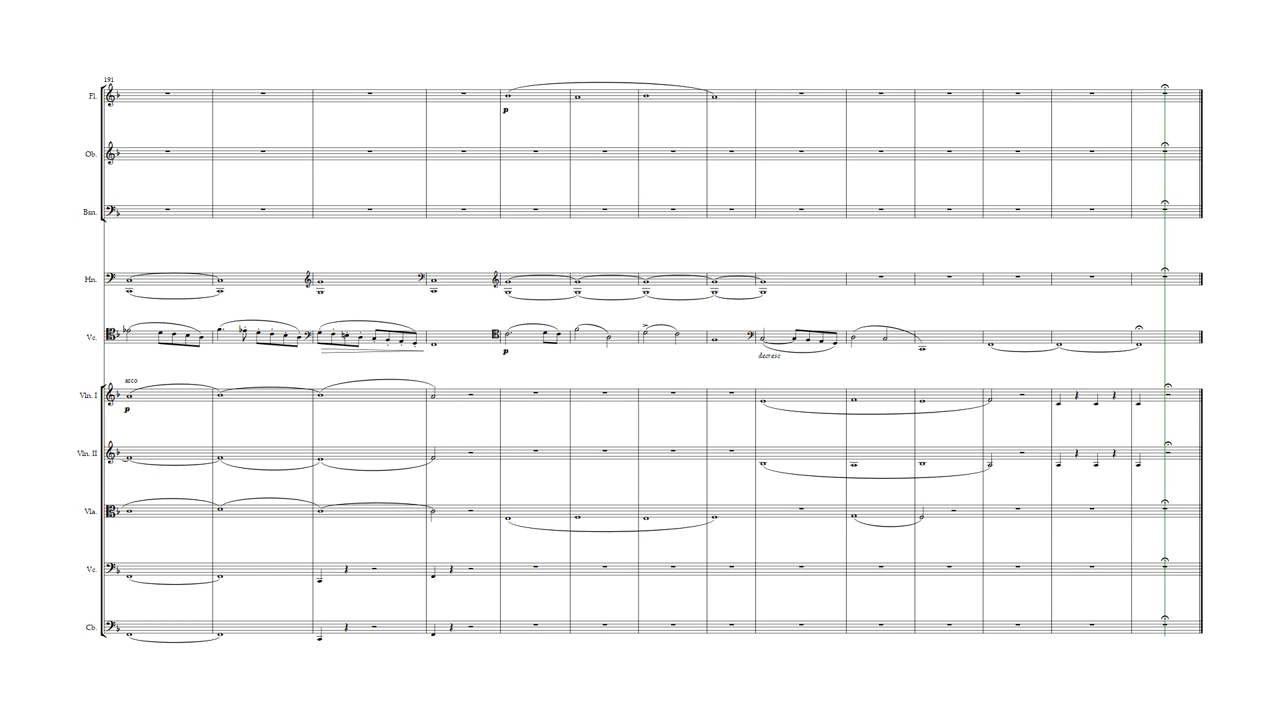 191
Fl.
p
Ob.
Bsn.
Hn.
Vc.
p
decresc
arco
Vln. I
p
Vln. II
Vla.
Vc.
Cb.